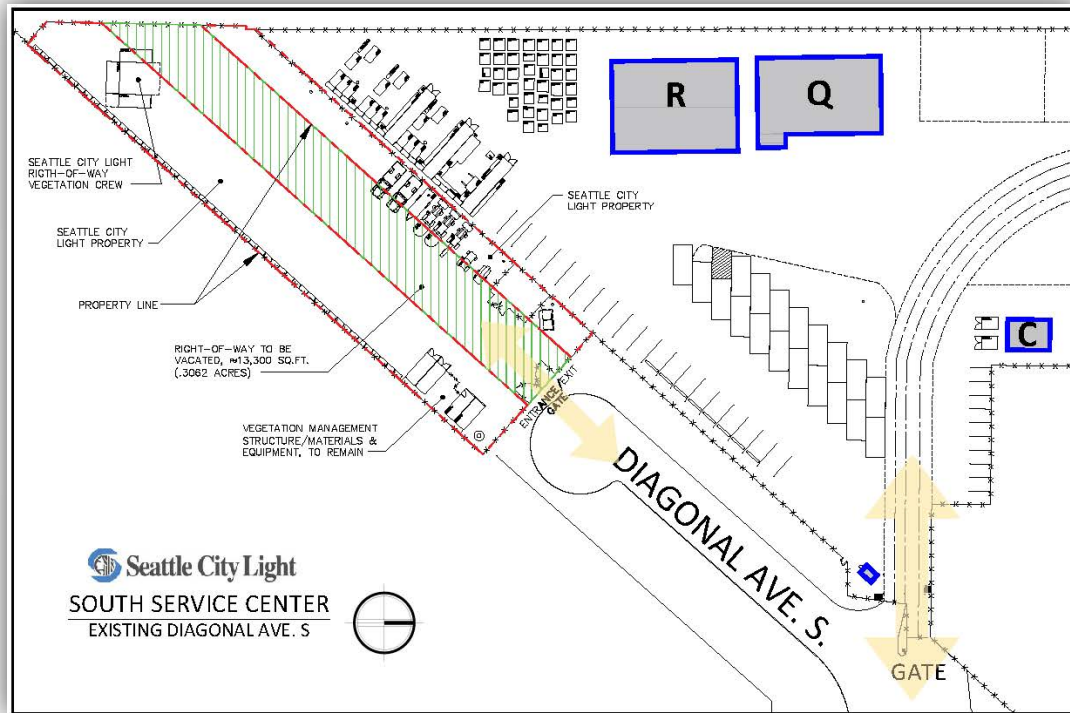 R
Q
SEATTLE CITY LIGHT
RIGTH-OF-WAY
VEGETATION CREW
SEATTLE CITY
LIGHT PROPERTY
SEATTLE CITY
LIGHT PROPERTY
PROPERTY LINE
C
RIGHT-OF-WAY TO BE
VACATED, ≈13,300 SQ.FT.
(.3062 ACRES)
ENTRANCE/EXIT
GATE
VEGETATION MANAGEMENT
STRUCTURE/MATERIALS &
EQUIPMENT, TO REMAIN
DIAGONAL AVE. S.
Seattle City Light
SOUTH SERVICE CENTER
EXISTING DIAGONAL AVE. S
GATE